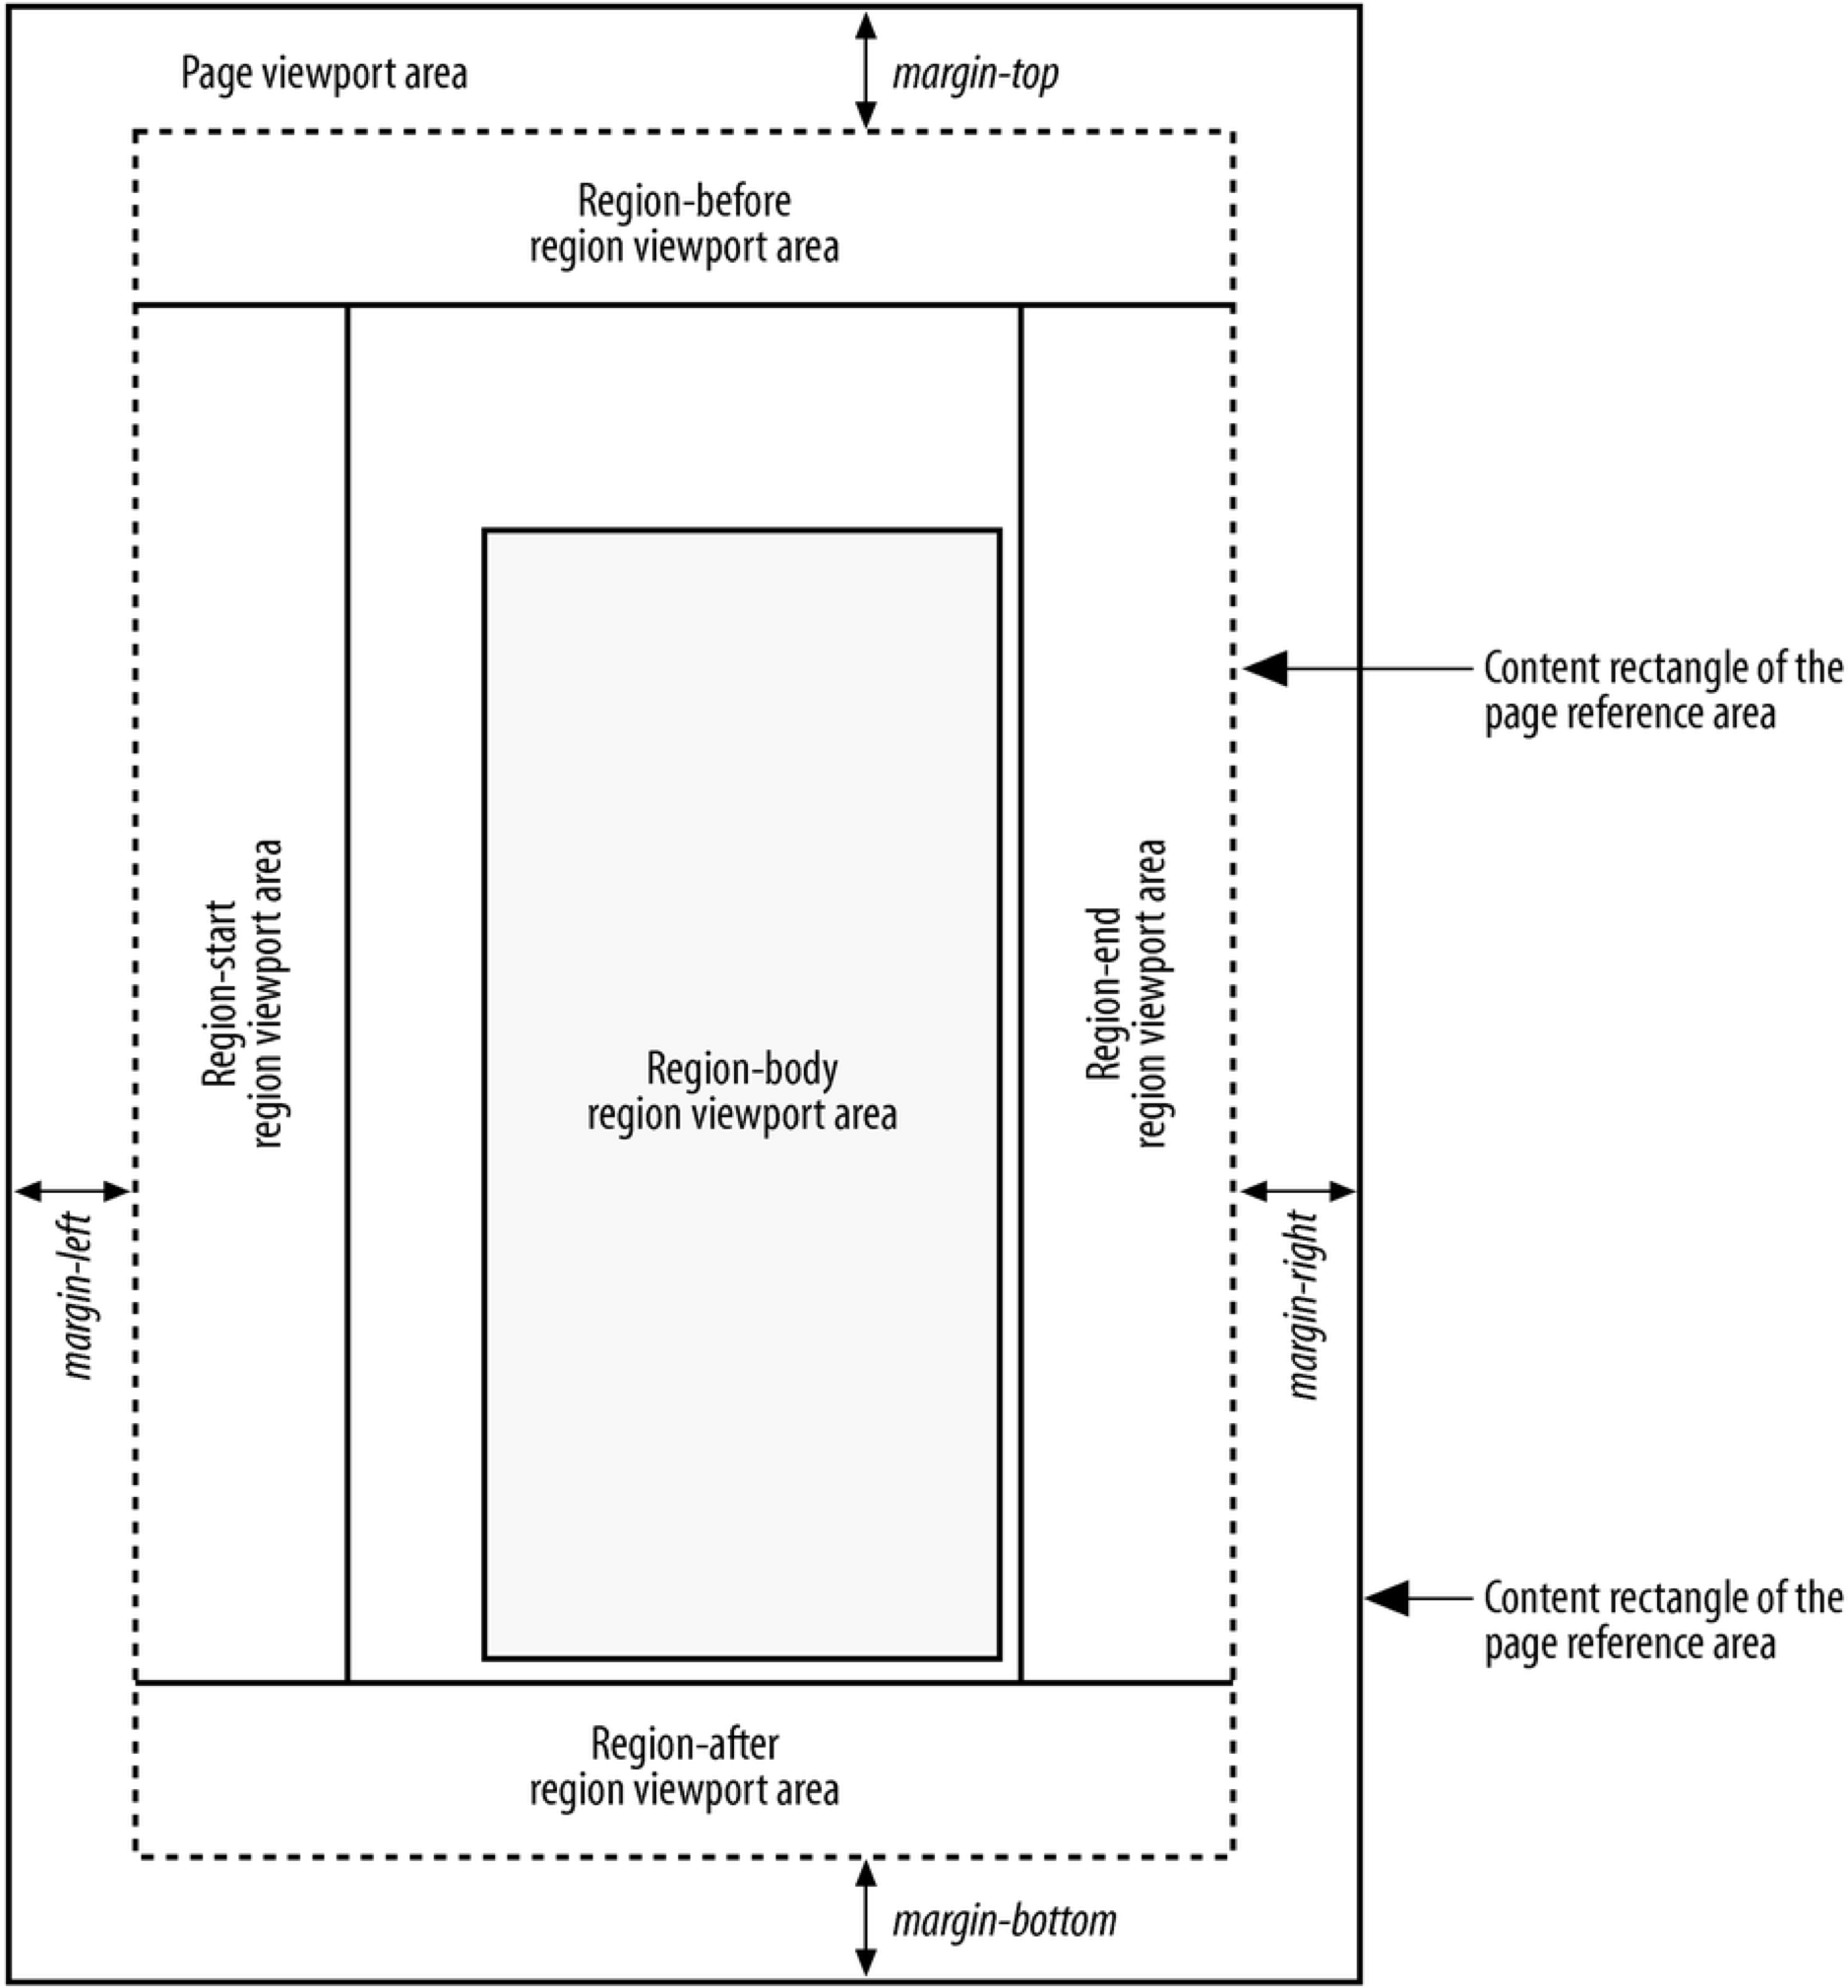 Page viewport area
margin-top
Region-before
region viewport area
Content rectangle of the
page reference area
Region-start
region viewport area
Region-end
region viewport area
Region-body
region viewport area
margin-left
margin-right
Content rectangle of the
page reference area
Region-after
region viewport area
margin-bottom